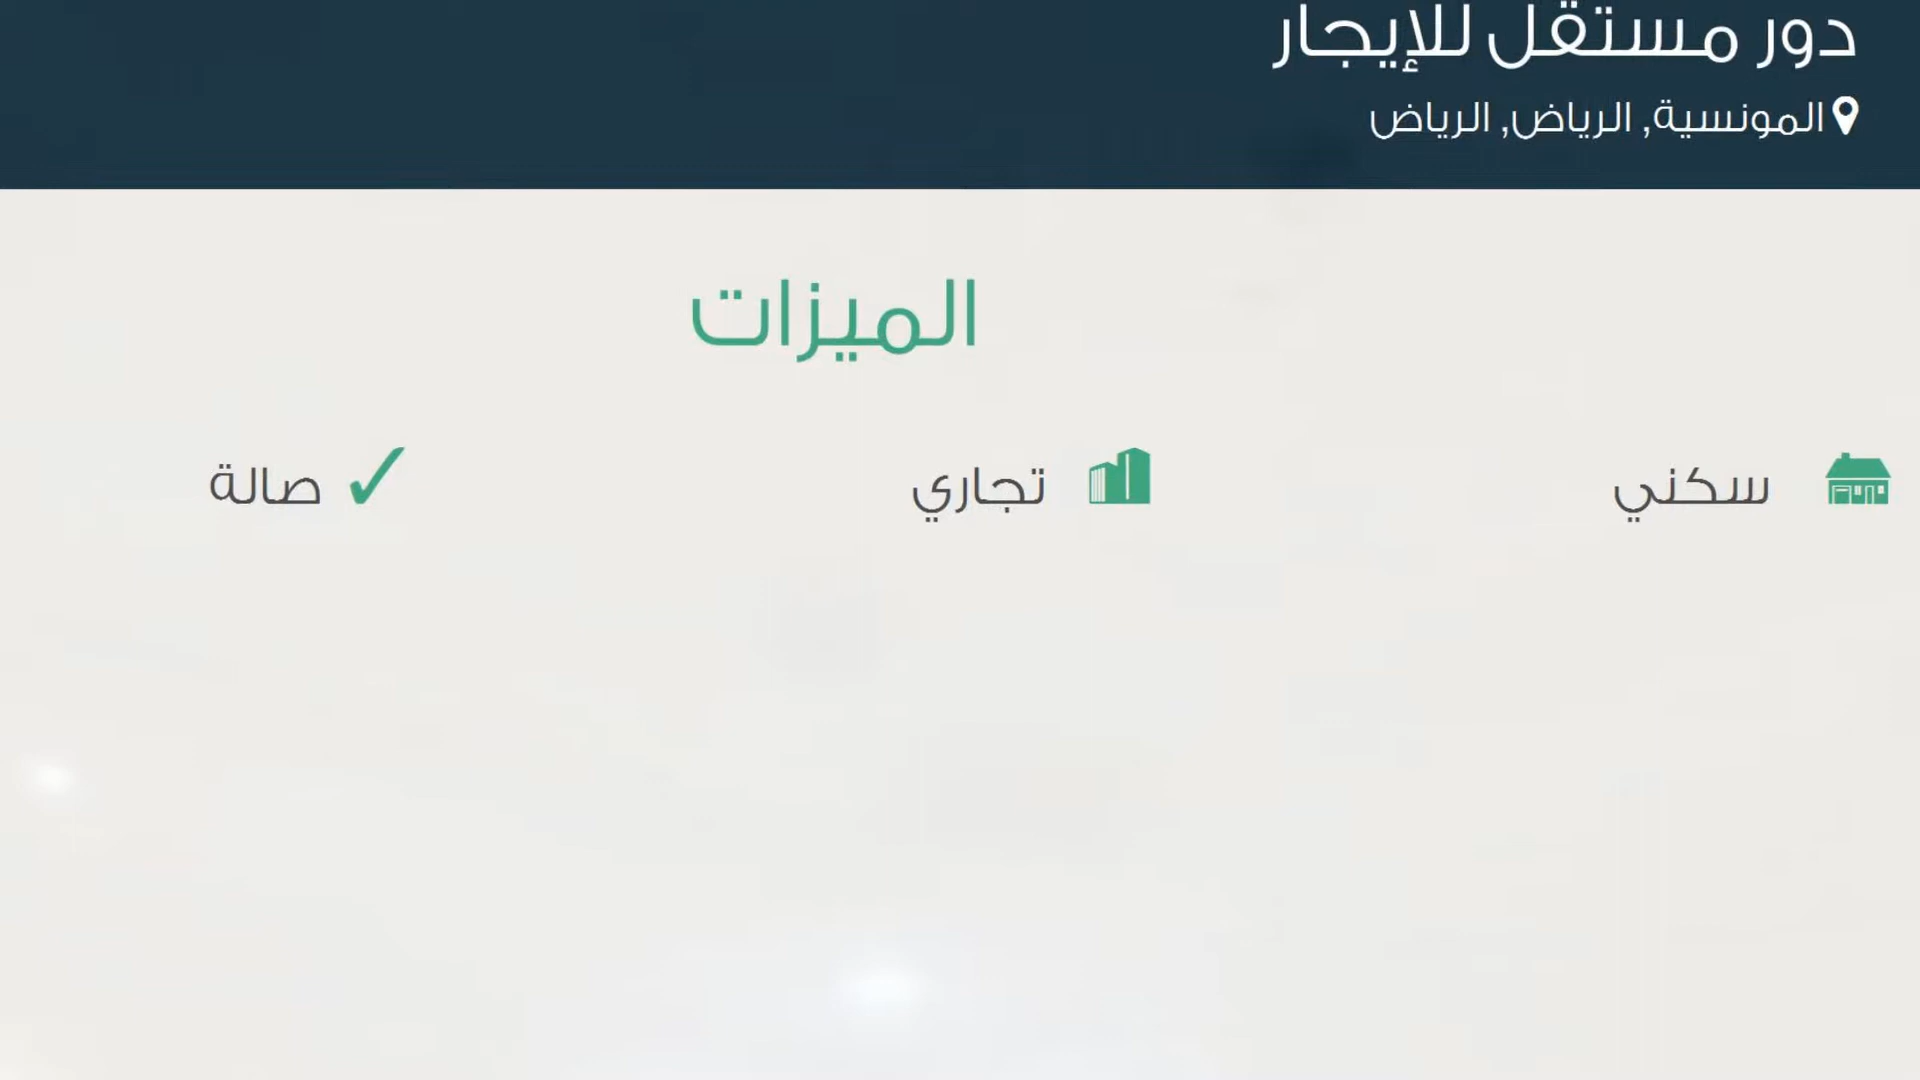 دور مستقل للإيجار
المونسية, الرياض, الرياض
الميزات
سكني
تجاري
صالة